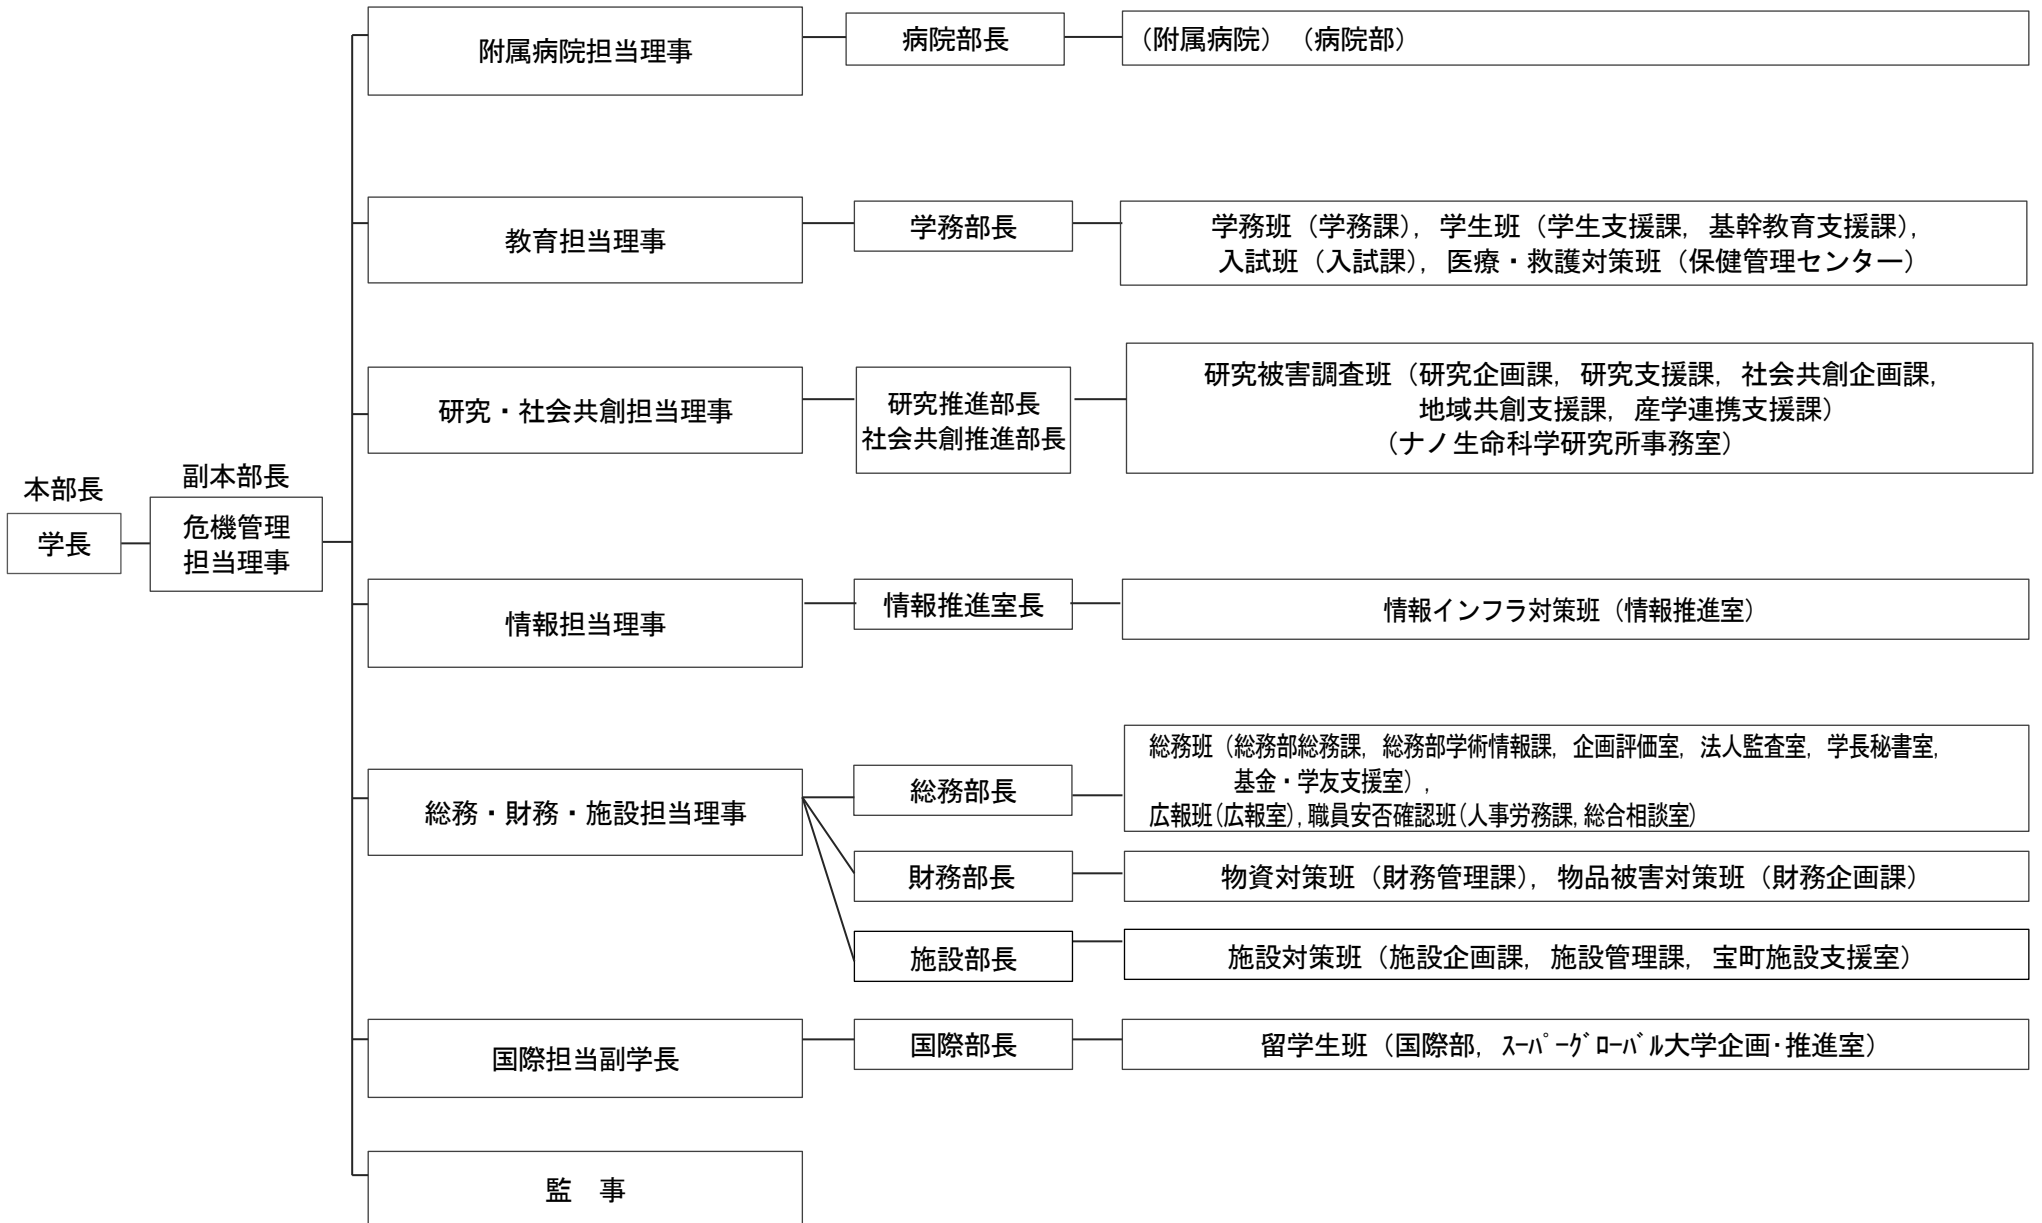 本部長
学長
副本部長
危機管理
担当理事
附属病院担当理事
病院部長
（附属病院）（病院部）
教育担当理事
学務部長
学務班（学務課），学生班（学生支援課，基幹教育支援課），
入試班（入試課），医療・救護対策班（保健管理センター）
研究・社会共創担当理事
研究推進部長
社会共創推進部長
研究被害調査班（研究企画課，研究支援課，社会共創企画課，
地域共創支援課，産学連携支援課）
（ナノ生命科学研究所事務室）
情報担当理事
情報推進室長
情報インフラ対策班（情報推進室）
総務・財務・施設担当理事
総務部長
総務班（総務部総務課，総務部学術情報課，企画評価室，法人監査室，学長秘書室，
基金・学友支援室），
広報班(広報室),職員安否確認班(人事労務課,総合相談室)
財務部長
物資対策班（財務管理課），物品被害対策班（財務企画課）
施設部長
施設対策班（施設企画課，施設管理課，宝町施設支援室）
国際担当副学長
国際部長
留学生班（国際部，ｽｰﾊﾟｰｸﾞﾛｰﾊﾞﾙ大学企画･推進室）
監　事